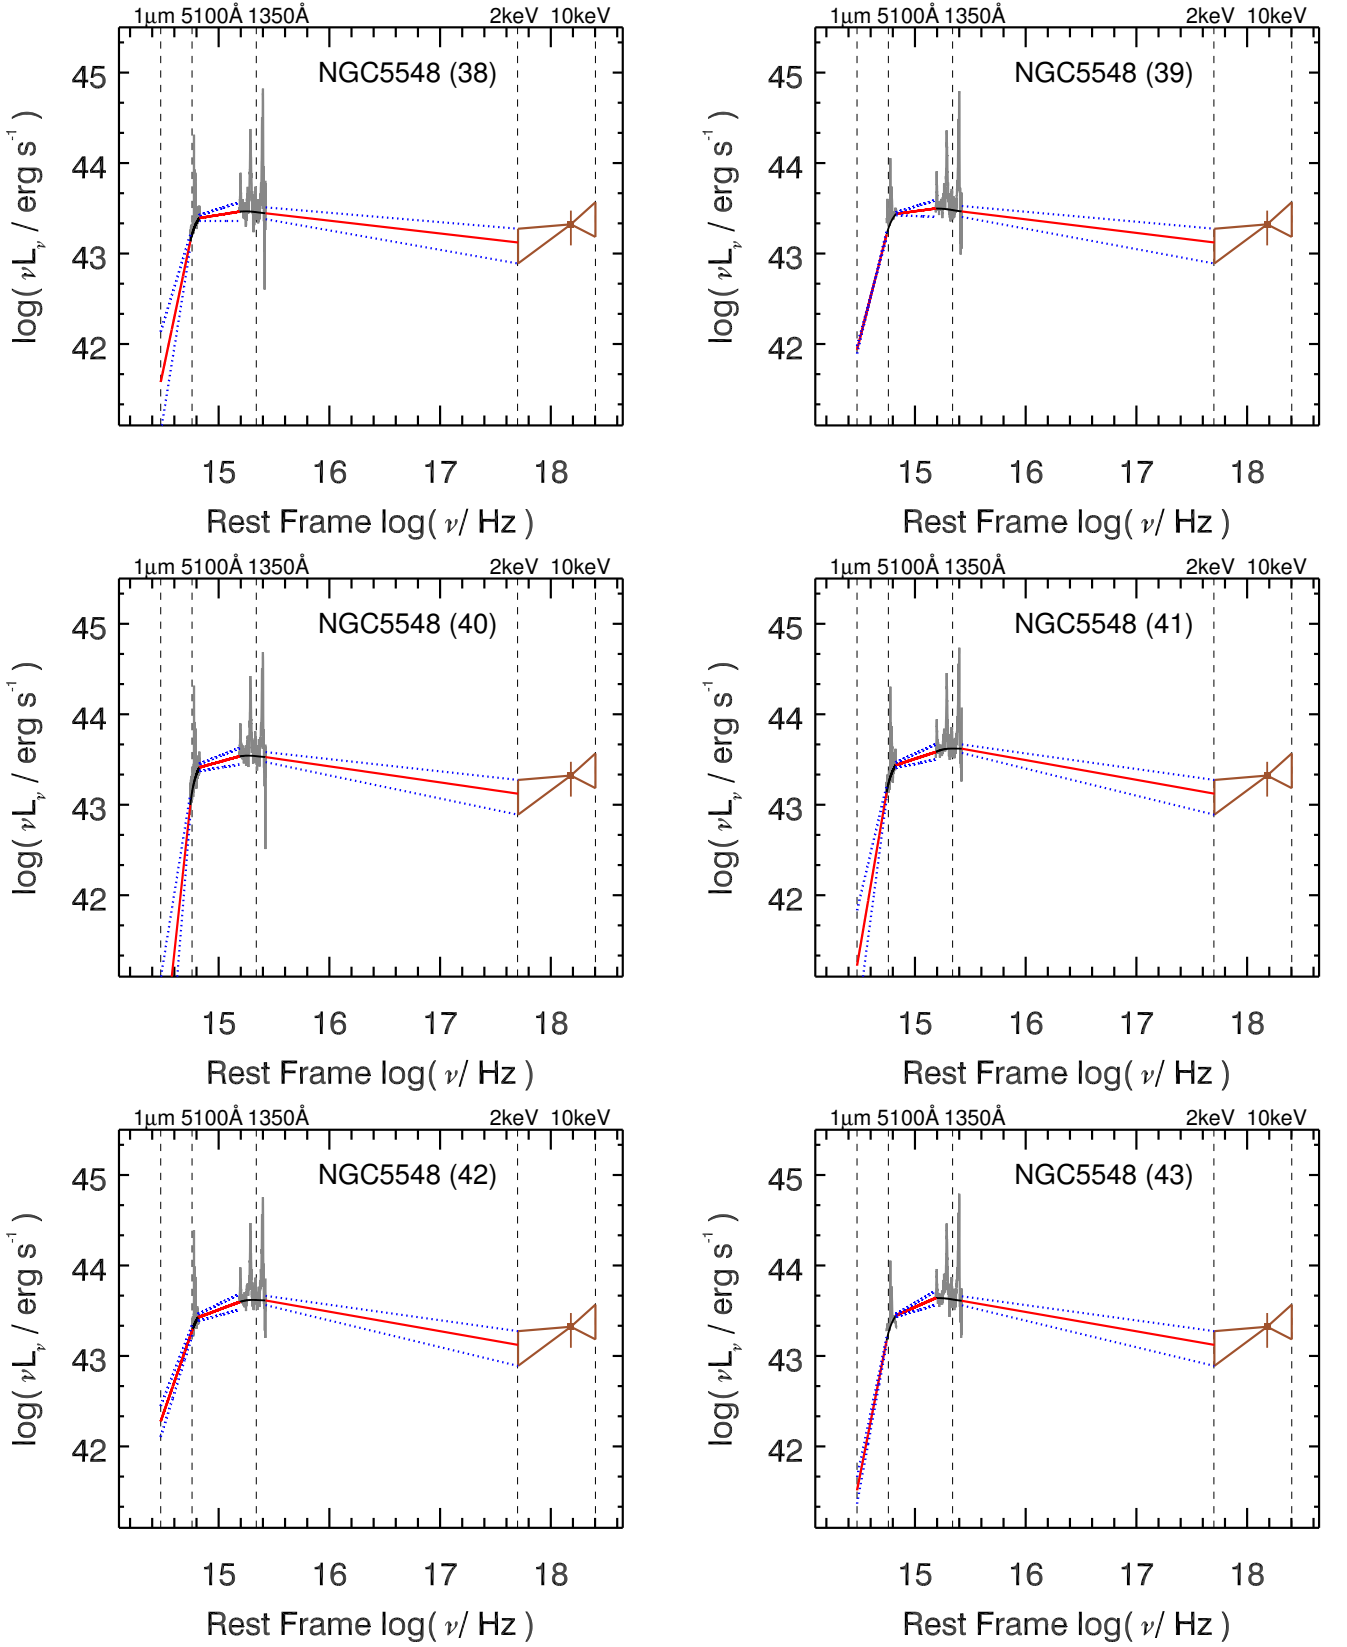 1μm 5100Å 1350Å 2keV 10keV
NGC5548 (38)
45
44
43
42
log( νLν / erg s-1 )
15 16 17 18
Rest Frame log( ν/ Hz )
1μm 5100Å 1350Å 2keV 10keV
NGC5548 (39)
45
44
43
42
log( νLν / erg s-1 )
15 16 17 18
Rest Frame log( ν/ Hz )
1μm 5100Å 1350Å 2keV 10keV
NGC5548 (40)
45
44
43
42
log( νLν / erg s-1 )
15 16 17 18
Rest Frame log( ν/ Hz )
1μm 5100Å 1350Å 2keV 10keV
NGC5548 (41)
45
44
43
42
log( νLν / erg s-1 )
15 16 17 18
Rest Frame log( ν/ Hz )
1μm 5100Å 1350Å 2keV 10keV
NGC5548 (42)
45
44
43
42
log( νLν / erg s-1 )
15 16 17 18
Rest Frame log( ν/ Hz )
1μm 5100Å 1350Å 2keV 10keV
NGC5548 (43)
45
44
43
42
log( νLν / erg s-1 )
15 16 17 18
Rest Frame log( ν/ Hz )